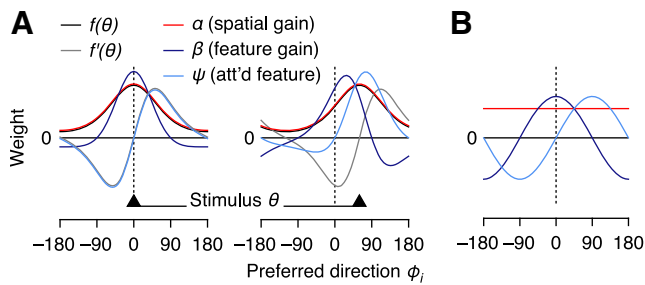 A
f(θ)
f'(θ)
α (spatial gain)
β (feature gain)
ψ (att'd feature)
B
Weight
0
0
Stimulus θ
−180 −90 0 90 180
−180 −90 0 90 180
−180 −90 0 90 180
Preferred direction ϕi